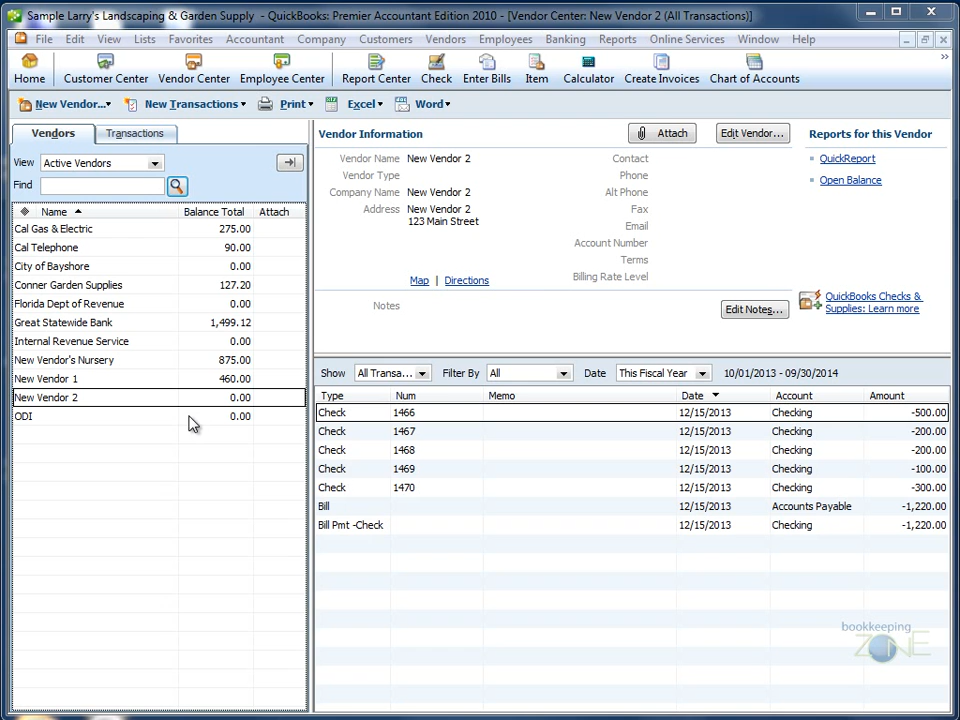 Sample Larry's Landscaping & Garden Supply - QuickBooks: Premier Accountant Edition 2010 - [Vendor Center: New Vendor 2 (All Transactions)]
File Edit View Lists Favorites Accountant Company Customers Vendors Employees Banking Reports Online Services Window Help
Home Customer Center Vendor Center Employee Center Report Center Check Enter Bills Item Calculator Create Invoices Chart of Accounts
New Vendor... New Transactions Print Excel Word
Vendors Transactions
View Active Vendors
Find
Name Balance Total Attach
Cal Gas & Electric 275.00
Cal Telephone 90.00
City of Bayshore 0.00
Conner Garden Supplies 127.20
Florida Dept of Revenue 0.00
Great Statewide Bank 1,499.12
Internal Revenue Service 0.00
New Vendor's Nursery 875.00
New Vendor 1 460.00
New Vendor 2 0.00
ODI 0.00
Vendor Information Attach Edit Vendor...
Vendor Name New Vendor 2 Contact
Vendor Type Phone
Company Name New Vendor 2 Alt Phone
Address New Vendor 2 Fax
123 Main Street Email
Account Number
Terms
Map | Directions Billing Rate Level
Notes Edit Notes...
Reports for this Vendor
QuickReport
Open Balance
QuickBooks Checks &
Supplies: Learn more
Show All Transa... Filter By All Date This Fiscal Year 10/01/2013 - 09/30/2014
Type Num Memo Date Account Amount
Check 1466 12/15/2013 Checking -500.00
Check 1467 12/15/2013 Checking -200.00
Check 1468 12/15/2013 Checking -200.00
Check 1469 12/15/2013 Checking -100.00
Check 1470 12/15/2013 Checking -300.00
Bill 12/15/2013 Accounts Payable -1,220.00
Bill Pmt -Check 12/15/2013 Checking -1,220.00
bookkeeping
ZONE